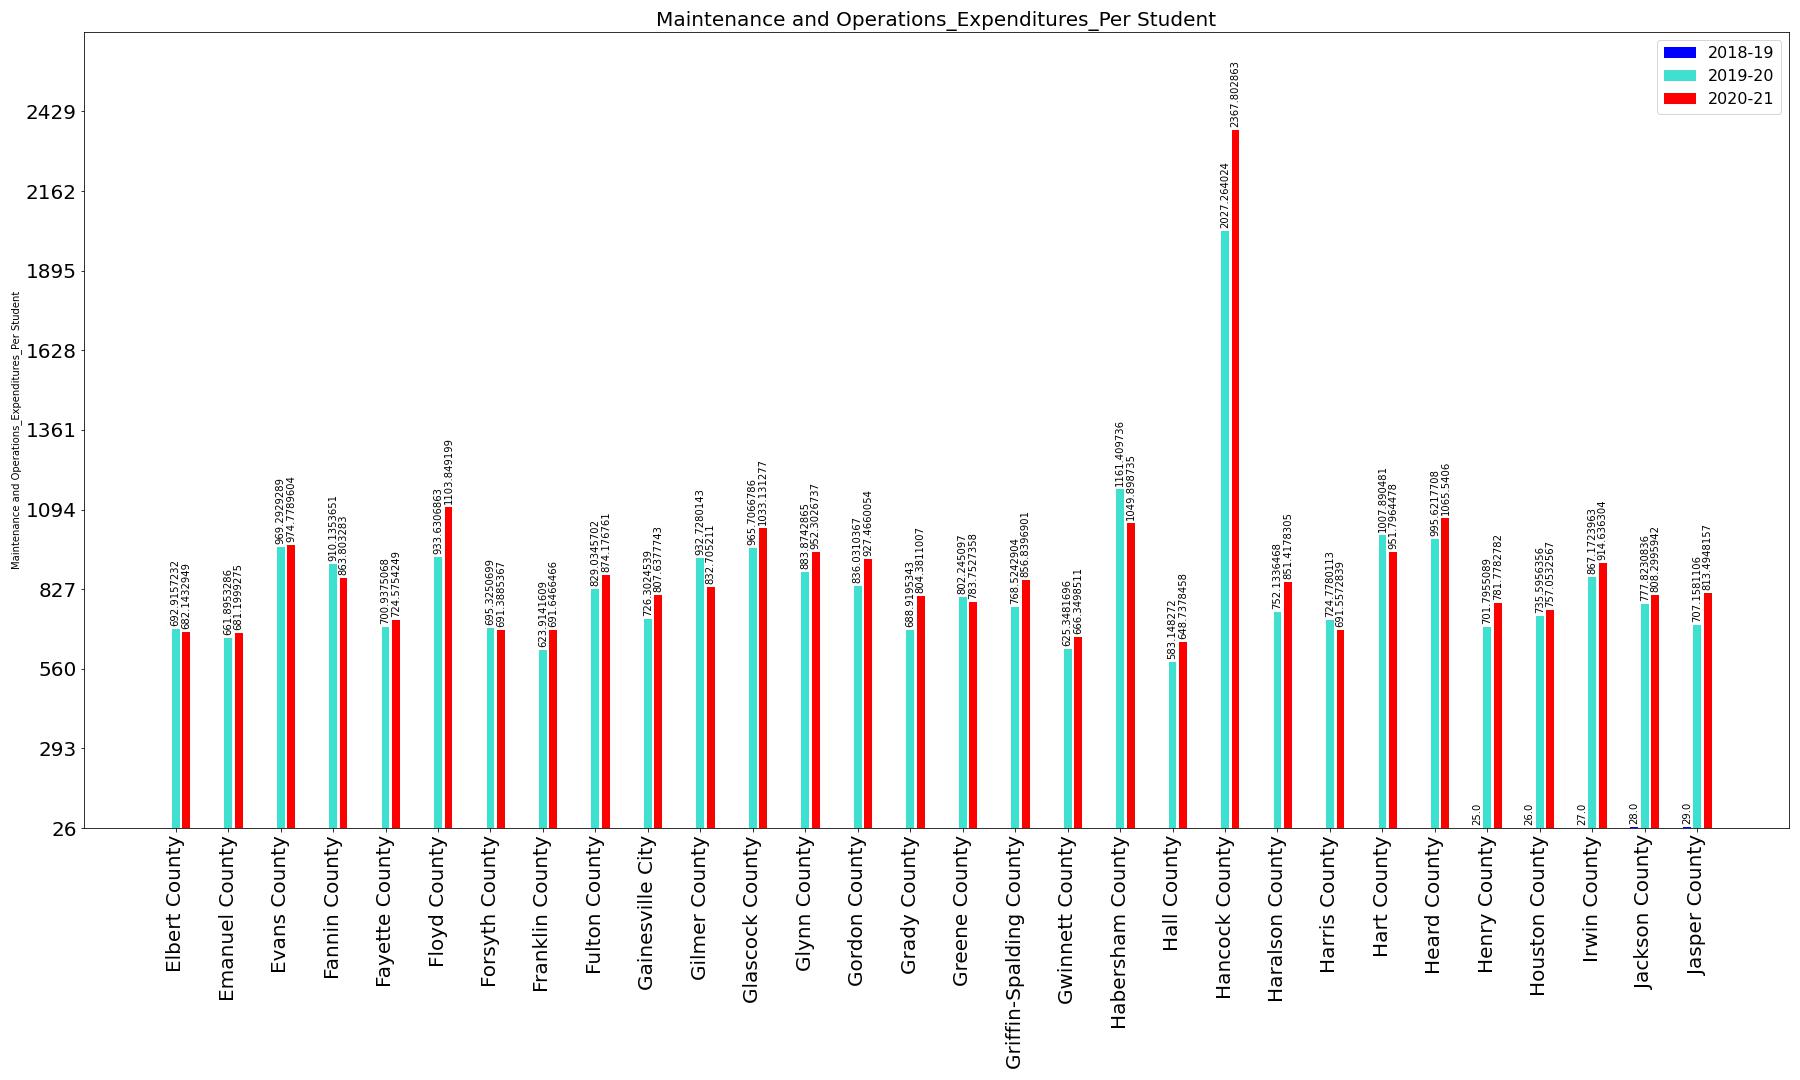 Maintenance and Operations_Expenditures_Per Student
2018-19
2019-20
2020-21
Maintenance and Operations_Expenditures_Per Student
2429
2162
1895
1628
1361
1094
827
560
293
26
692.9157232
682.1432949
661.8953286
681.1999275
969.2929289
974.7789604
910.1353651
863.803283
700.9375068
724.5754249
933.6306863
1103.849199
695.3250699
691.3885367
623.9141609
691.6466466
829.0345702
874.176761
726.3024539
807.6377743
932.7280143
832.705211
965.7066786
1033.131277
883.8742865
952.3026737
836.0310367
927.4660054
688.9195343
804.3811007
802.245097
783.7527358
768.5242904
856.8396901
625.3481696
666.3498511
1161.409736
1049.898735
583.148272
648.7378458
2027.264024
2367.802863
752.1336468
851.4178305
724.7780113
691.5572839
1007.890481
951.7964478
995.6217708
1065.5406
25.0
701.7955089
781.7782782
26.0
735.5956356
757.0532567
27.0
867.1723963
914.6336304
28.0
777.8230836
808.2995942
29.0
707.1581106
813.4948157
Elbert County
Emanuel County
Evans County
Fannin County
Fayette County
Floyd County
Forsyth County
Franklin County
Fulton County
Gainesville City
Gilmer County
Glascock County
Glynn County
Gordon County
Grady County
Greene County
Griffin-Spalding County
Gwinnett County
Habersham County
Hall County
Hancock County
Haralson County
Harris County
Hart County
Heard County
Henry County
Houston County
Irwin County
Jackson County
Jasper County